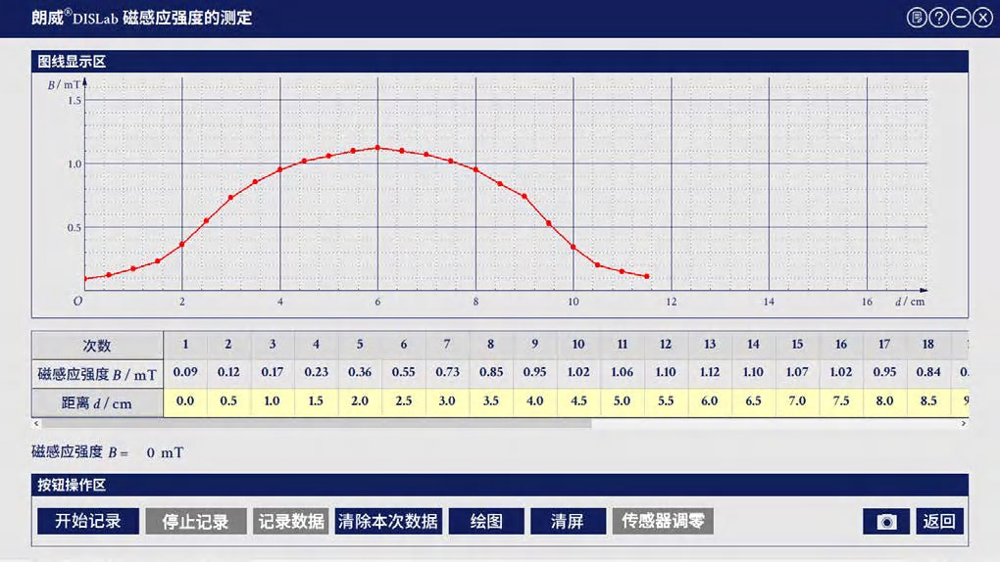 朗威®DISLab 磁感应强度的测定
图线显示区
B/mT
1.5
1.0
0.5
O 2 4 6 8 10 12 14 16 d/cm
次数 1 2 3 4 5 6 7 8 9 10 11 12 13 14 15 16 17 18
磁感应强度 B/mT 0.09 0.12 0.17 0.23 0.36 0.55 0.73 0.85 0.95 1.02 1.06 1.10 1.12 1.10 1.07 1.02 0.95 0.84
距离 d/cm 0.0 0.5 1.0 1.5 2.0 2.5 3.0 3.5 4.0 4.5 5.0 5.5 6.0 6.5 7.0 7.5 8.0 8.5
磁感应强度 B= 0 mT
按钮操作区
开始记录 停止记录 记录数据 清除本次数据 绘图 清屏 传感器调零 返回